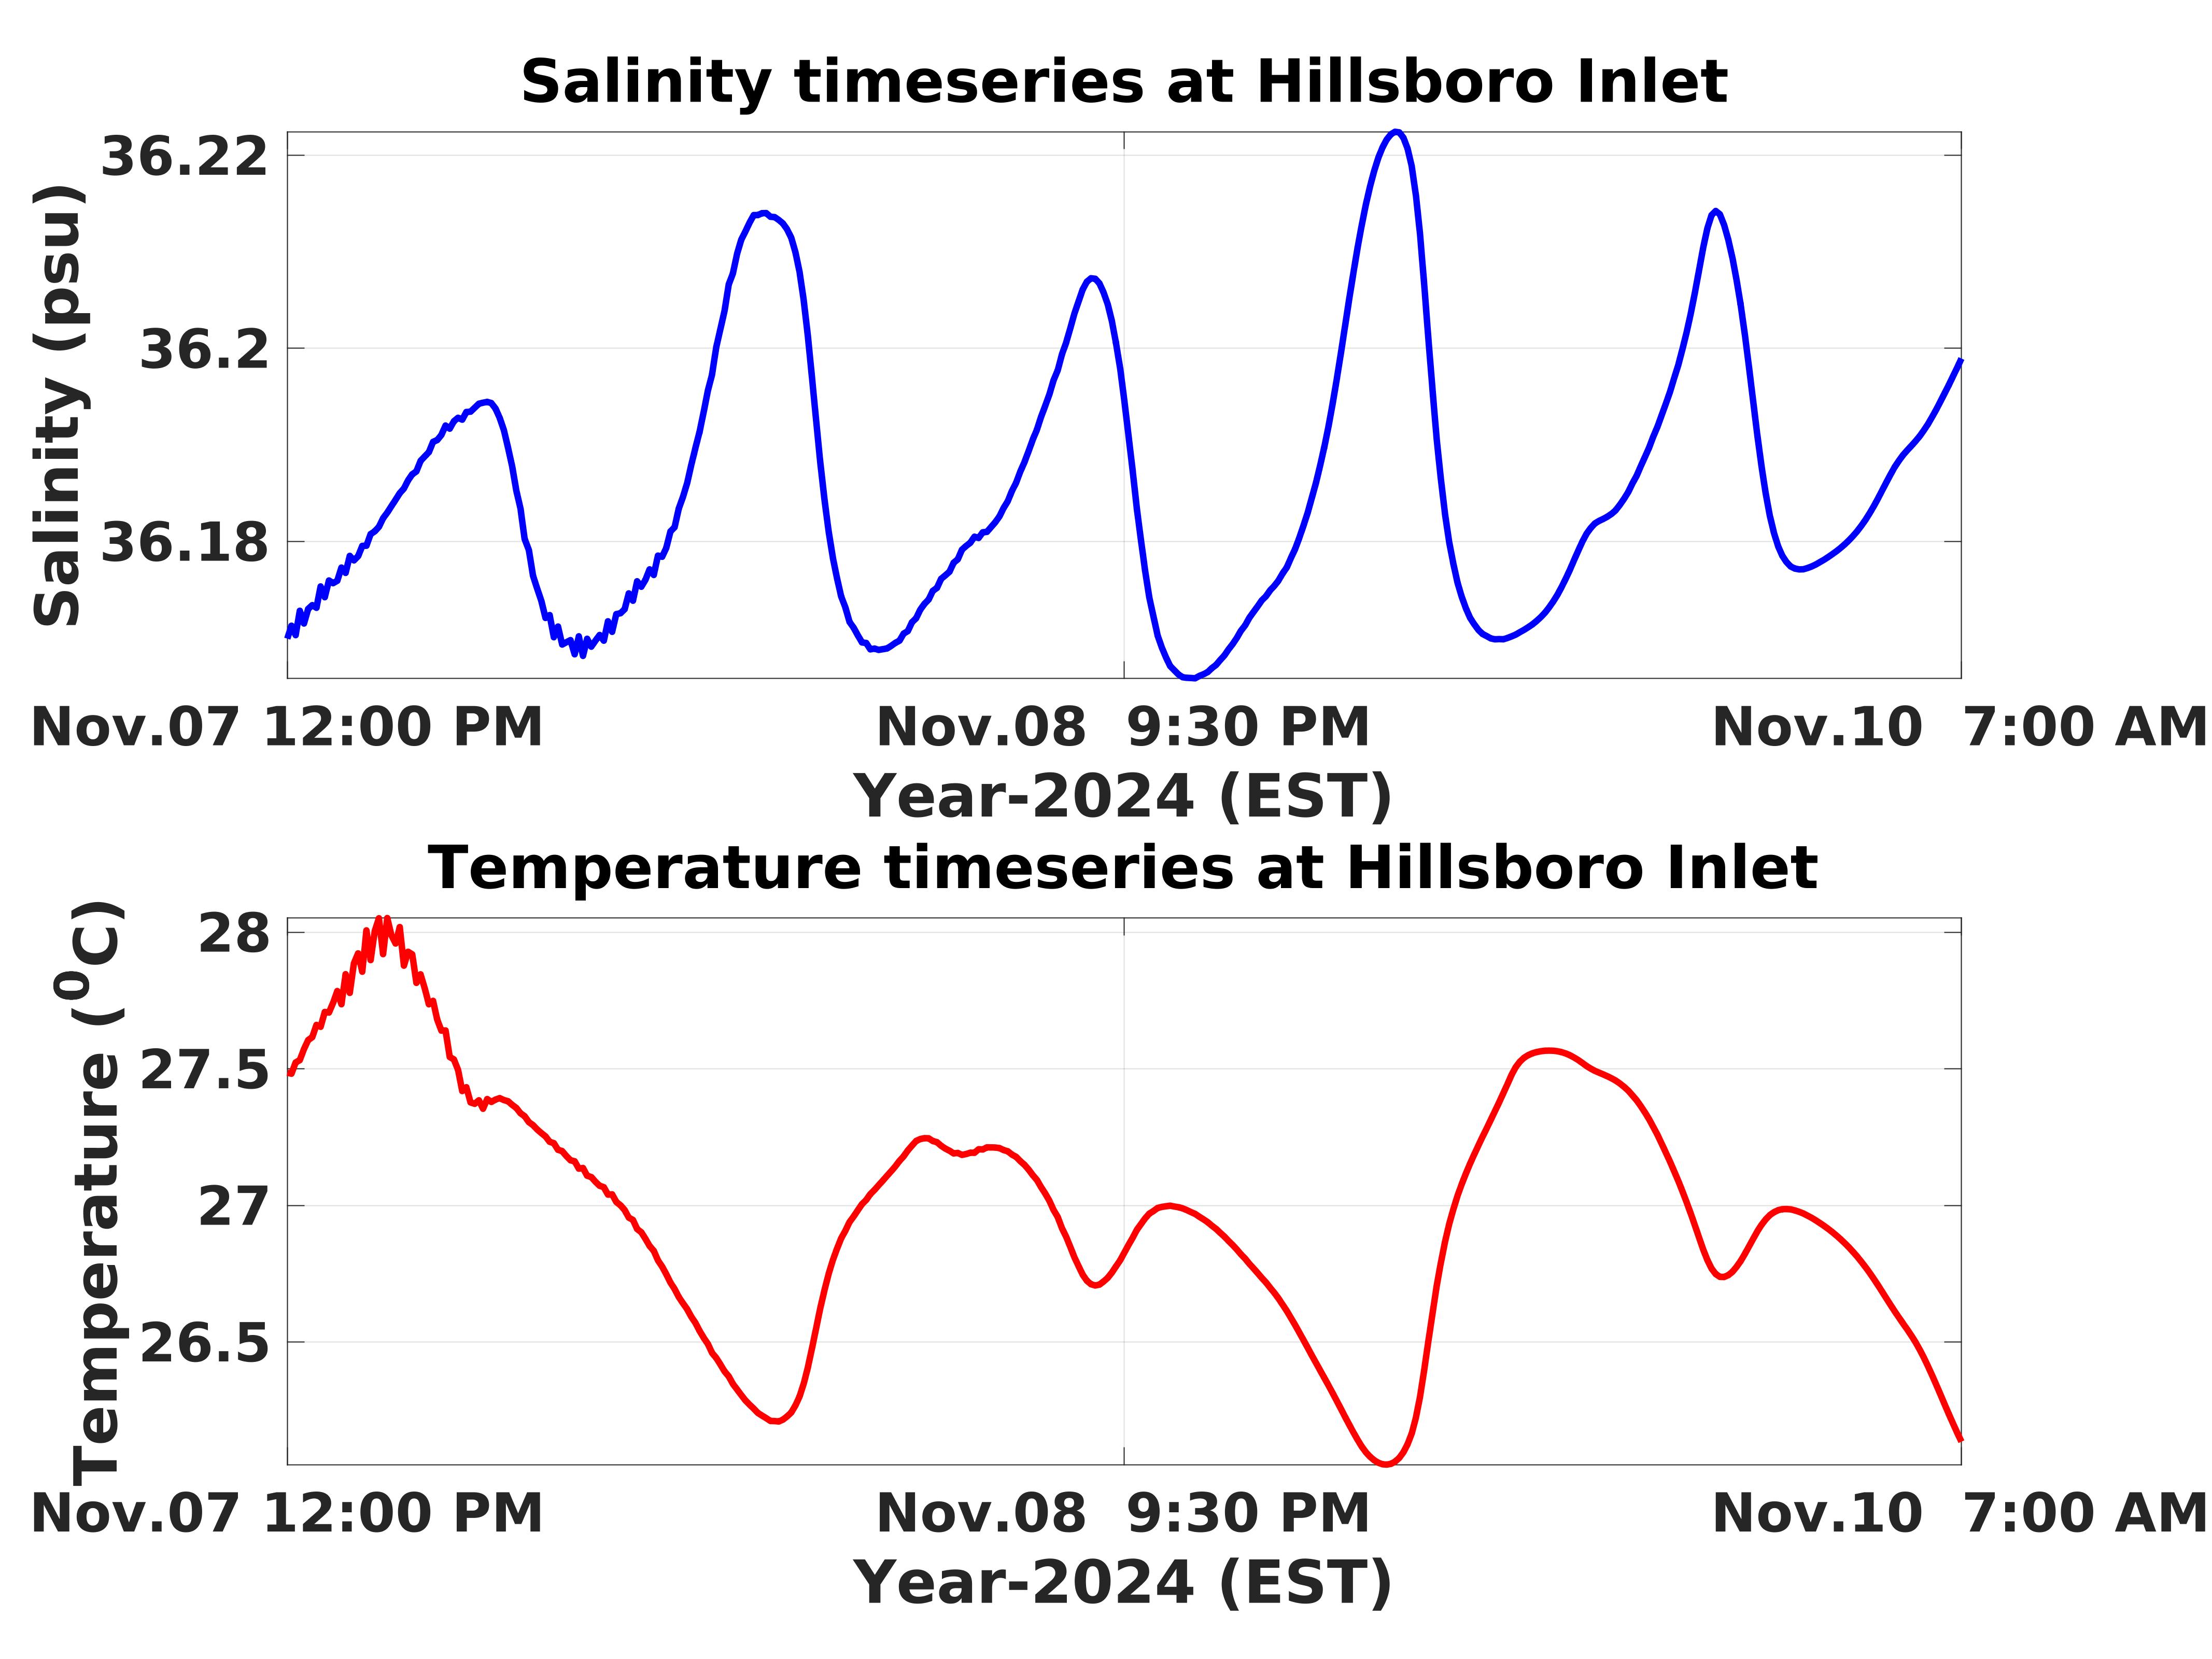 Salinity timeseries at Hillsboro Inlet
Salinity (psu)
36.22
36.2
36.18
Nov.07 12:00 PM
Nov.08 9:30 PM
Nov.10 7:00 AM
Year-2024 (EST)
Temperature timeseries at Hillsboro Inlet
Temperature (⁰C)
28
27.5
27
26.5
Nov.07 12:00 PM
Nov.08 9:30 PM
Nov.10 7:00 AM
Year-2024 (EST)